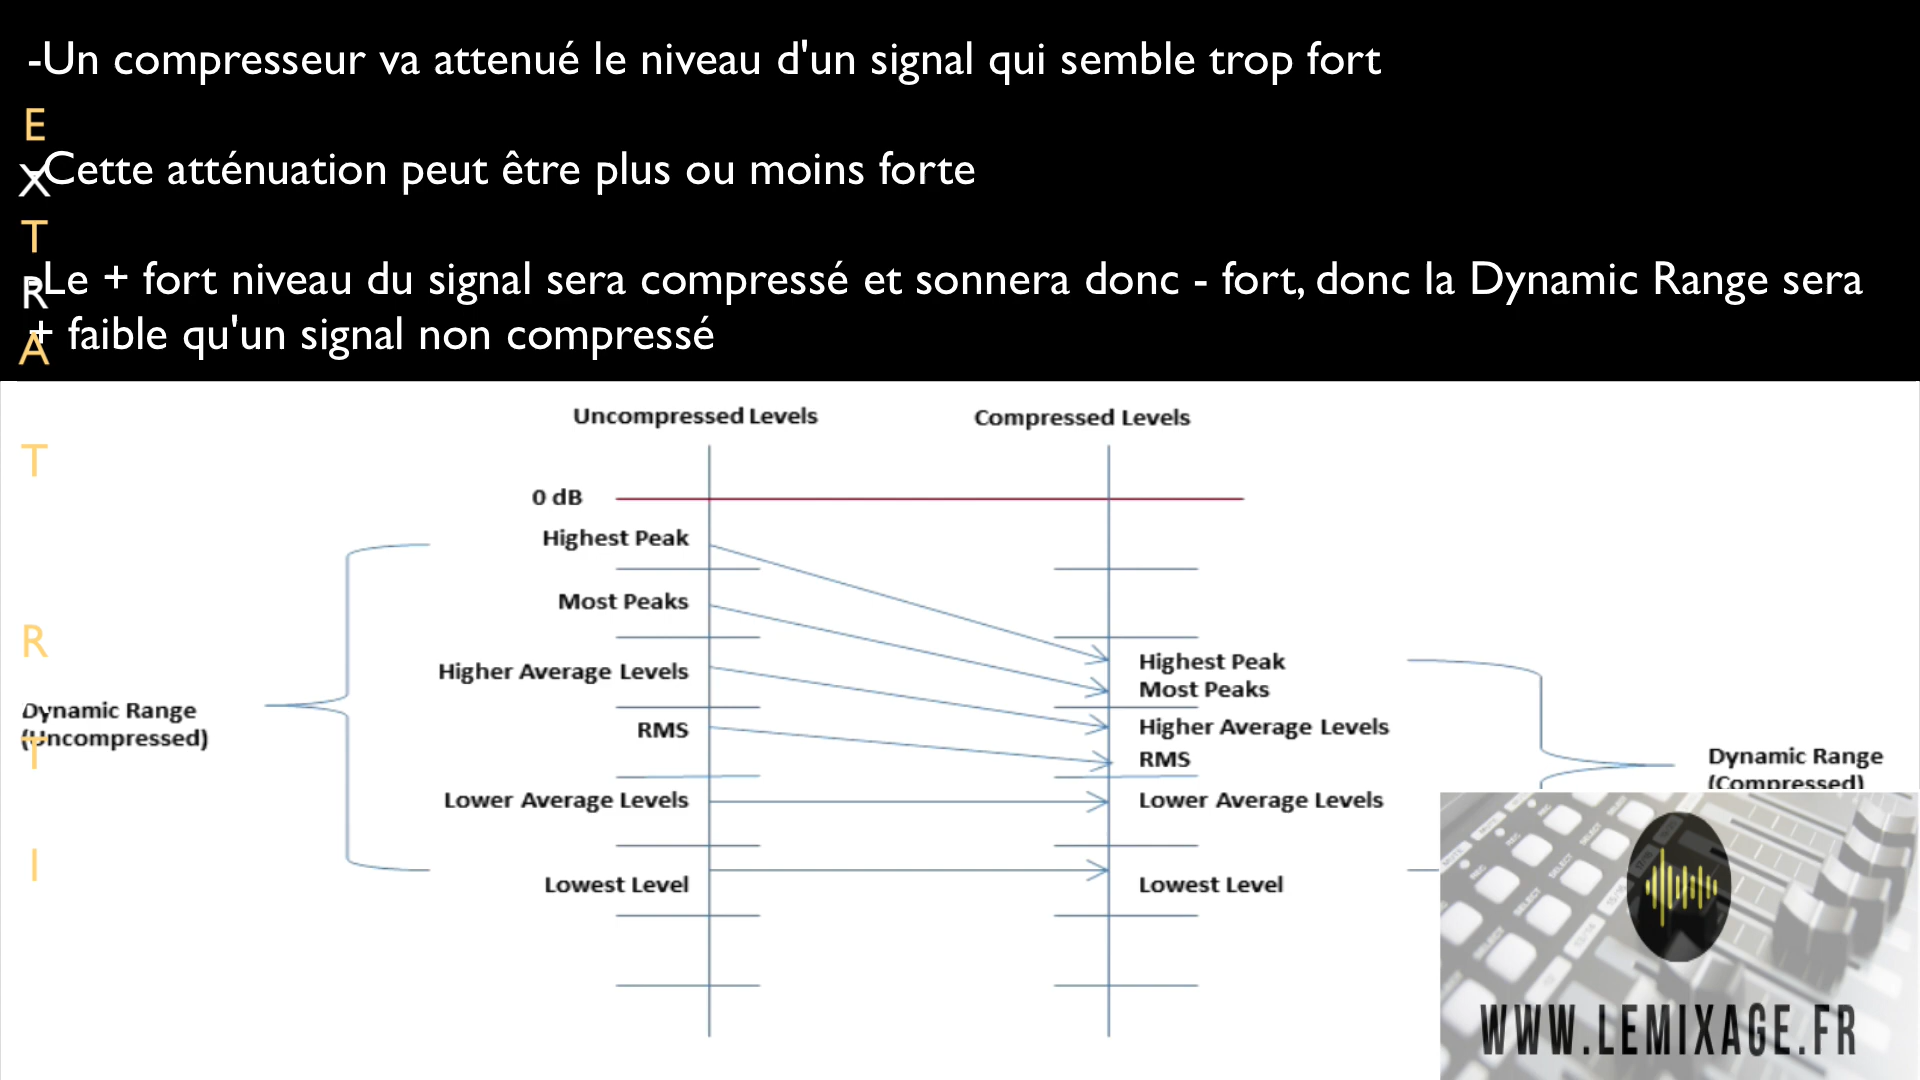 -Un compresseur va attenué le niveau d'un signal qui semble trop fort
-Cette atténuation peut être plus ou moins forte
-Le + fort niveau du signal sera compressé et sonnera donc - fort, donc la Dynamic Range sera
+ faible qu'un signal non compressé
E
X
T
R
A
T
R
T
I
Uncompressed Levels
Compressed Levels
0 dB
Highest Peak
Most Peaks
Higher Average Levels
RMS
Lower Average Levels
Lowest Level
Dynamic Range
(Uncompressed)
Highest Peak
Most Peaks
Higher Average Levels
RMS
Lower Average Levels
Lowest Level
Dynamic Range
(Compressed)
WWW.LEMIXAGE.FR